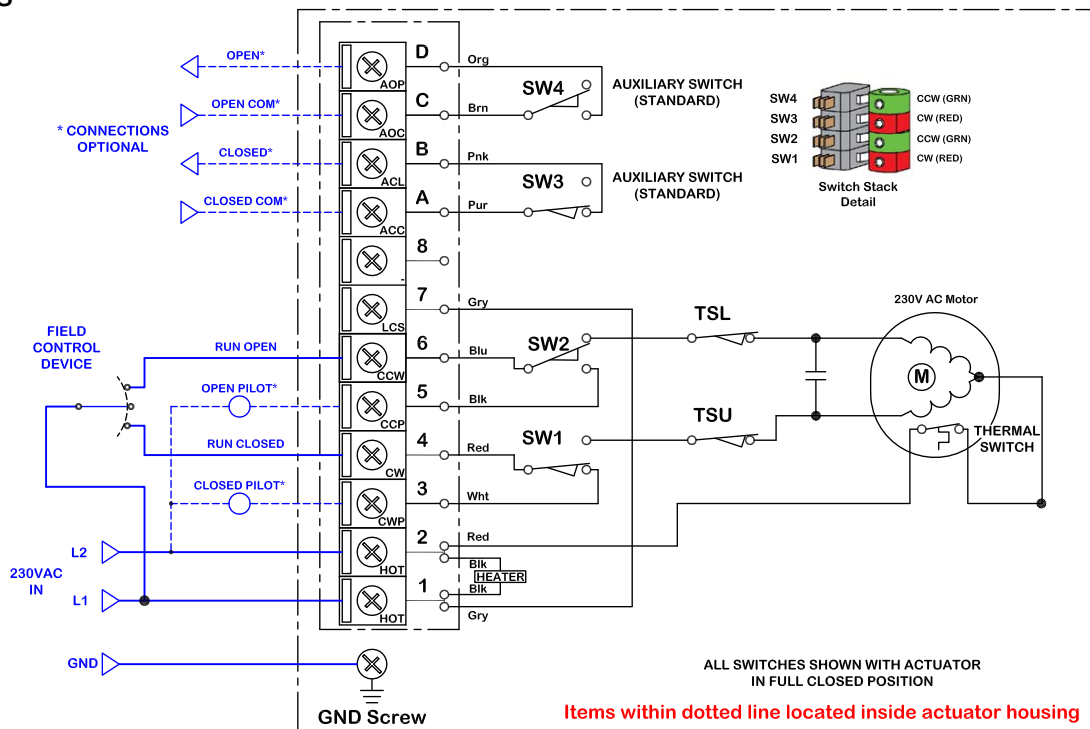 OPEN*
OPEN COM*
* CONNECTIONS
OPTIONAL
CLOSED*
CLOSED COM*
D
AOP
Org
C
AOC
Brn
SW4
AUXILIARY SWITCH
(STANDARD)
B
ACL
Pnk
A
ACC
Pur
SW3
AUXILIARY SWITCH
(STANDARD)
SW4
SW3
SW2
SW1
CCW (GRN)
CW (RED)
CCW (GRN)
CW (RED)
Switch Stack
Detail
8
-
7
LCS
Gry
FIELD
CONTROL
DEVICE
RUN OPEN
6
CCW
Blu
SW2
TSL
230V AC Motor
M
OPEN PILOT*
5
CCP
Blk
TSU
RUN CLOSED
4
CW
Red
SW1
THERMAL
SWITCH
CLOSED PILOT*
3
CWP
Wht
L2
2
HOT
Red
Blk
HEATER
Blk
230VAC
IN
L1
1
HOT
Gry
GND
GND Screw
ALL SWITCHES SHOWN WITH ACTUATOR
IN FULL CLOSED POSITION
Items within dotted line located inside actuator housing